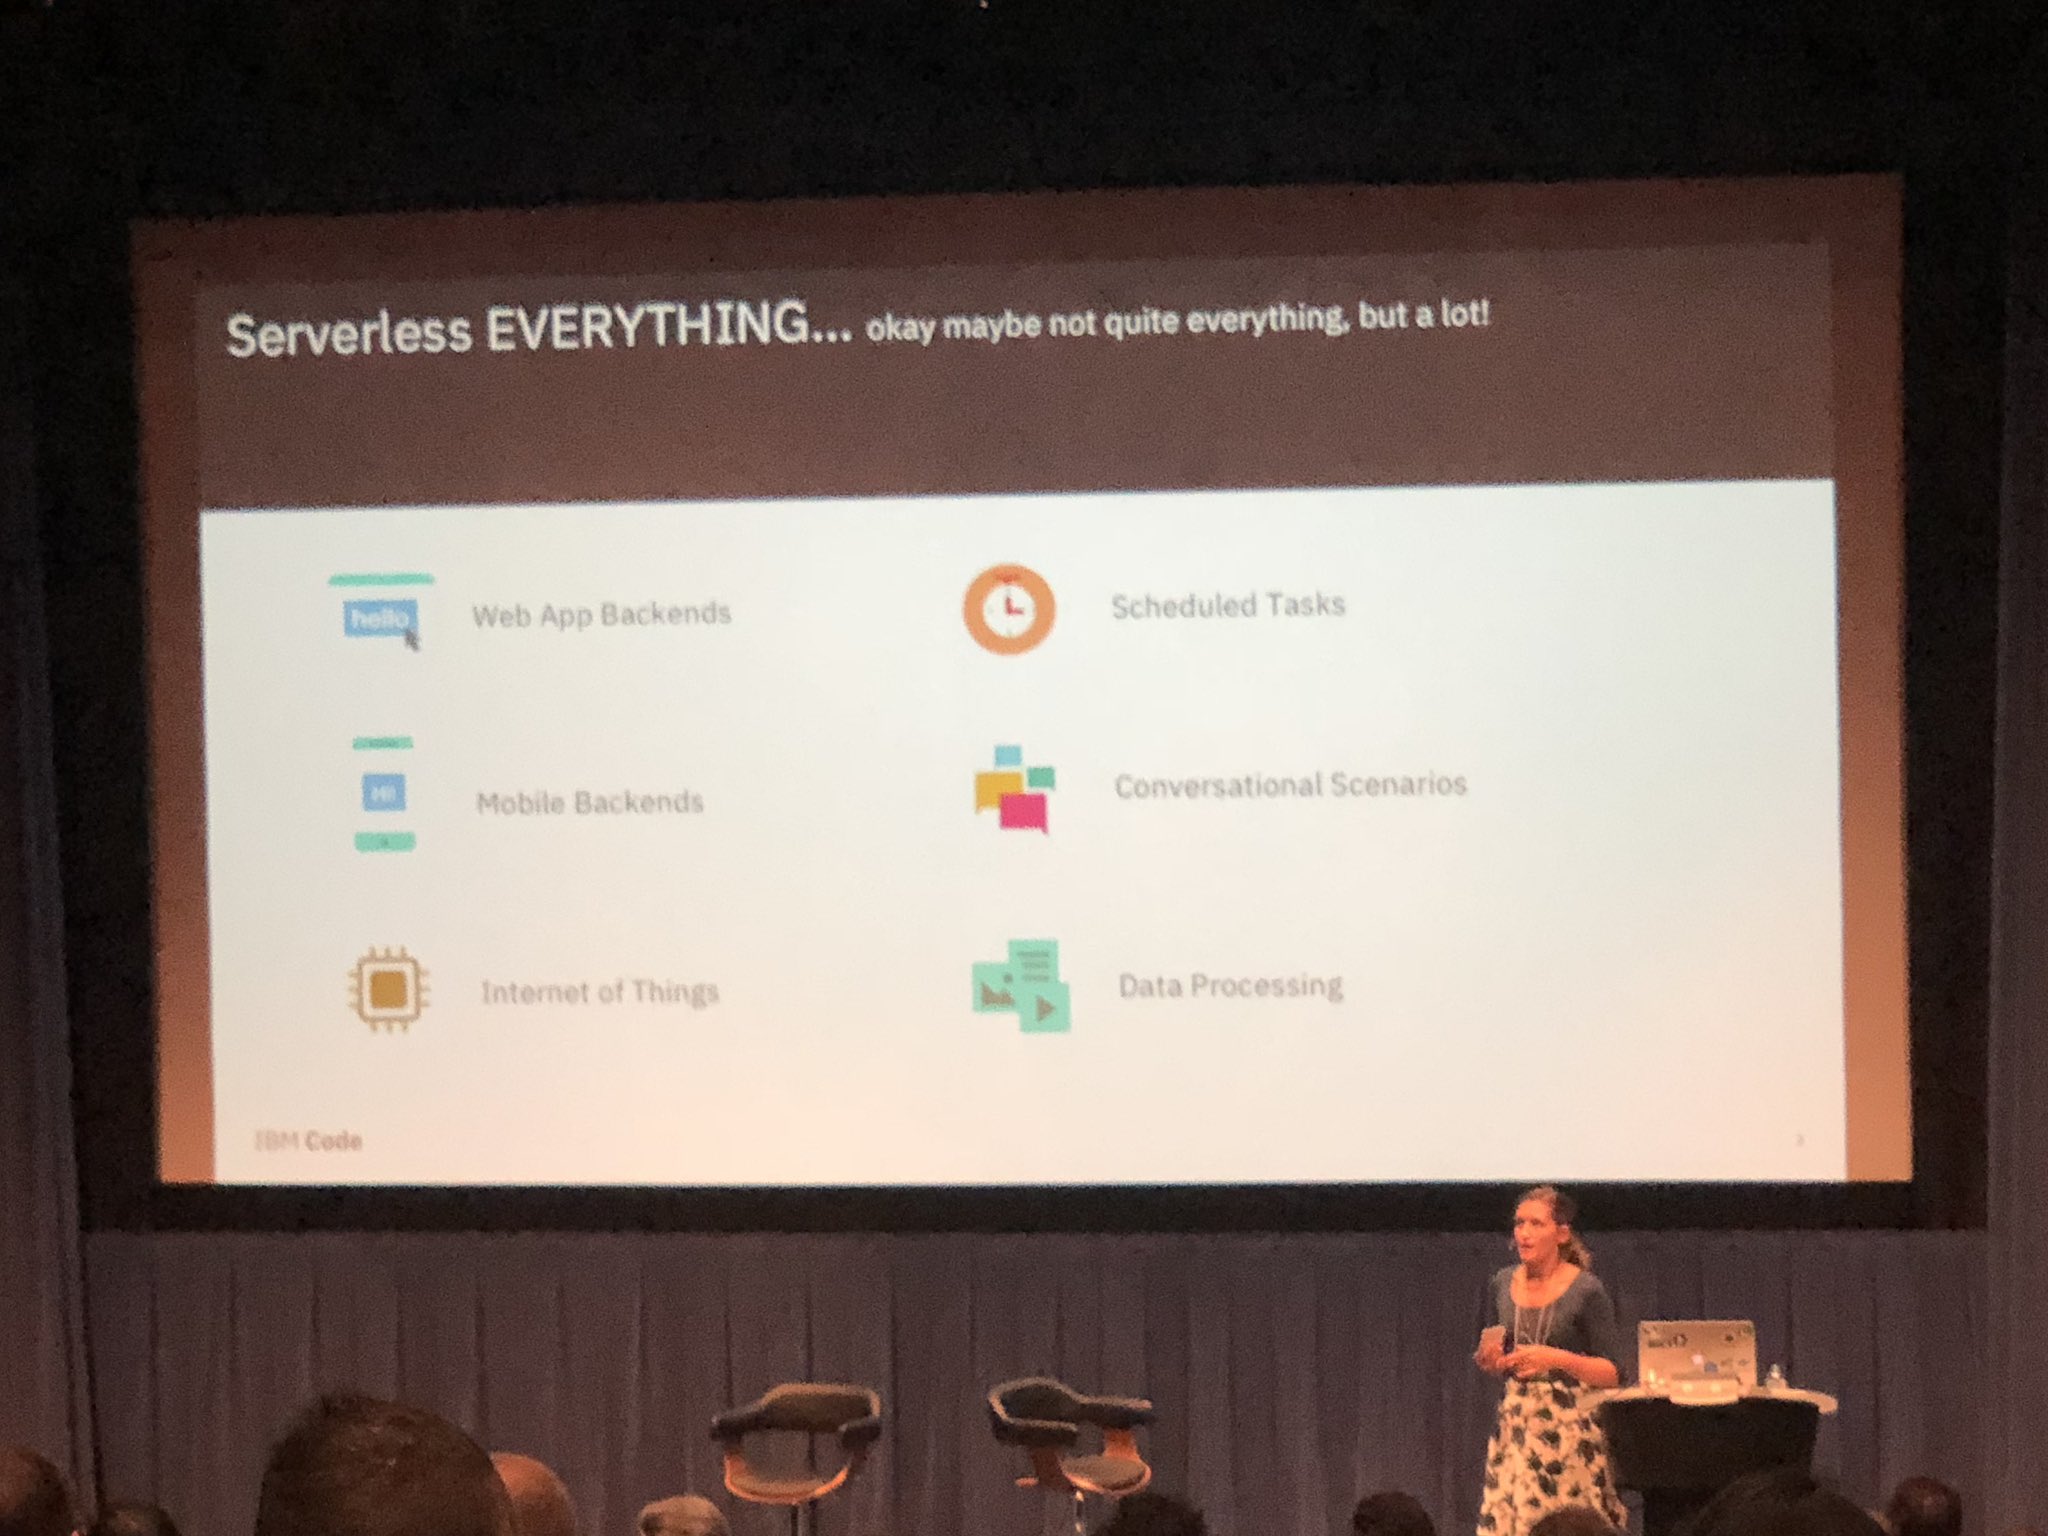 Serverless EVERYTHING... okay maybe not quite everything, but a lot!
hello
Web App Backends
Scheduled Tasks
Hi!
Mobile Backends
Conversational Scenarios
Internet of Things
Data Processing
IBM Code